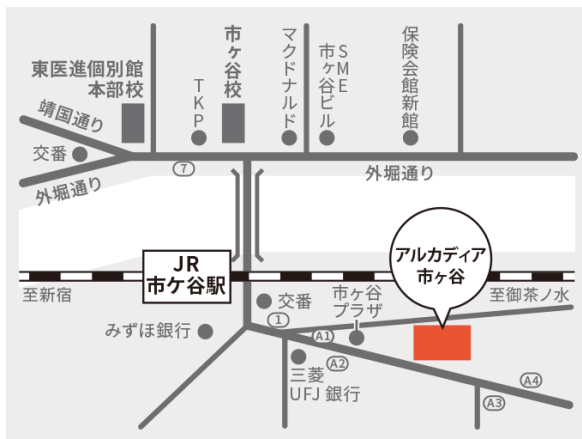 東医進個別館
本部校
市ヶ谷校
TKP
マクドナルド
SME
市ヶ谷ビル
保険会館新館
靖国通り
交番
外堀通り
7
外堀通り
JR
市ケ谷駅
アルカディア
市ヶ谷
至新宿
至御茶ノ水
交番
市ヶ谷
プラザ
1
みずほ銀行
A1
A2
三菱
UFJ 銀行
A3
A4